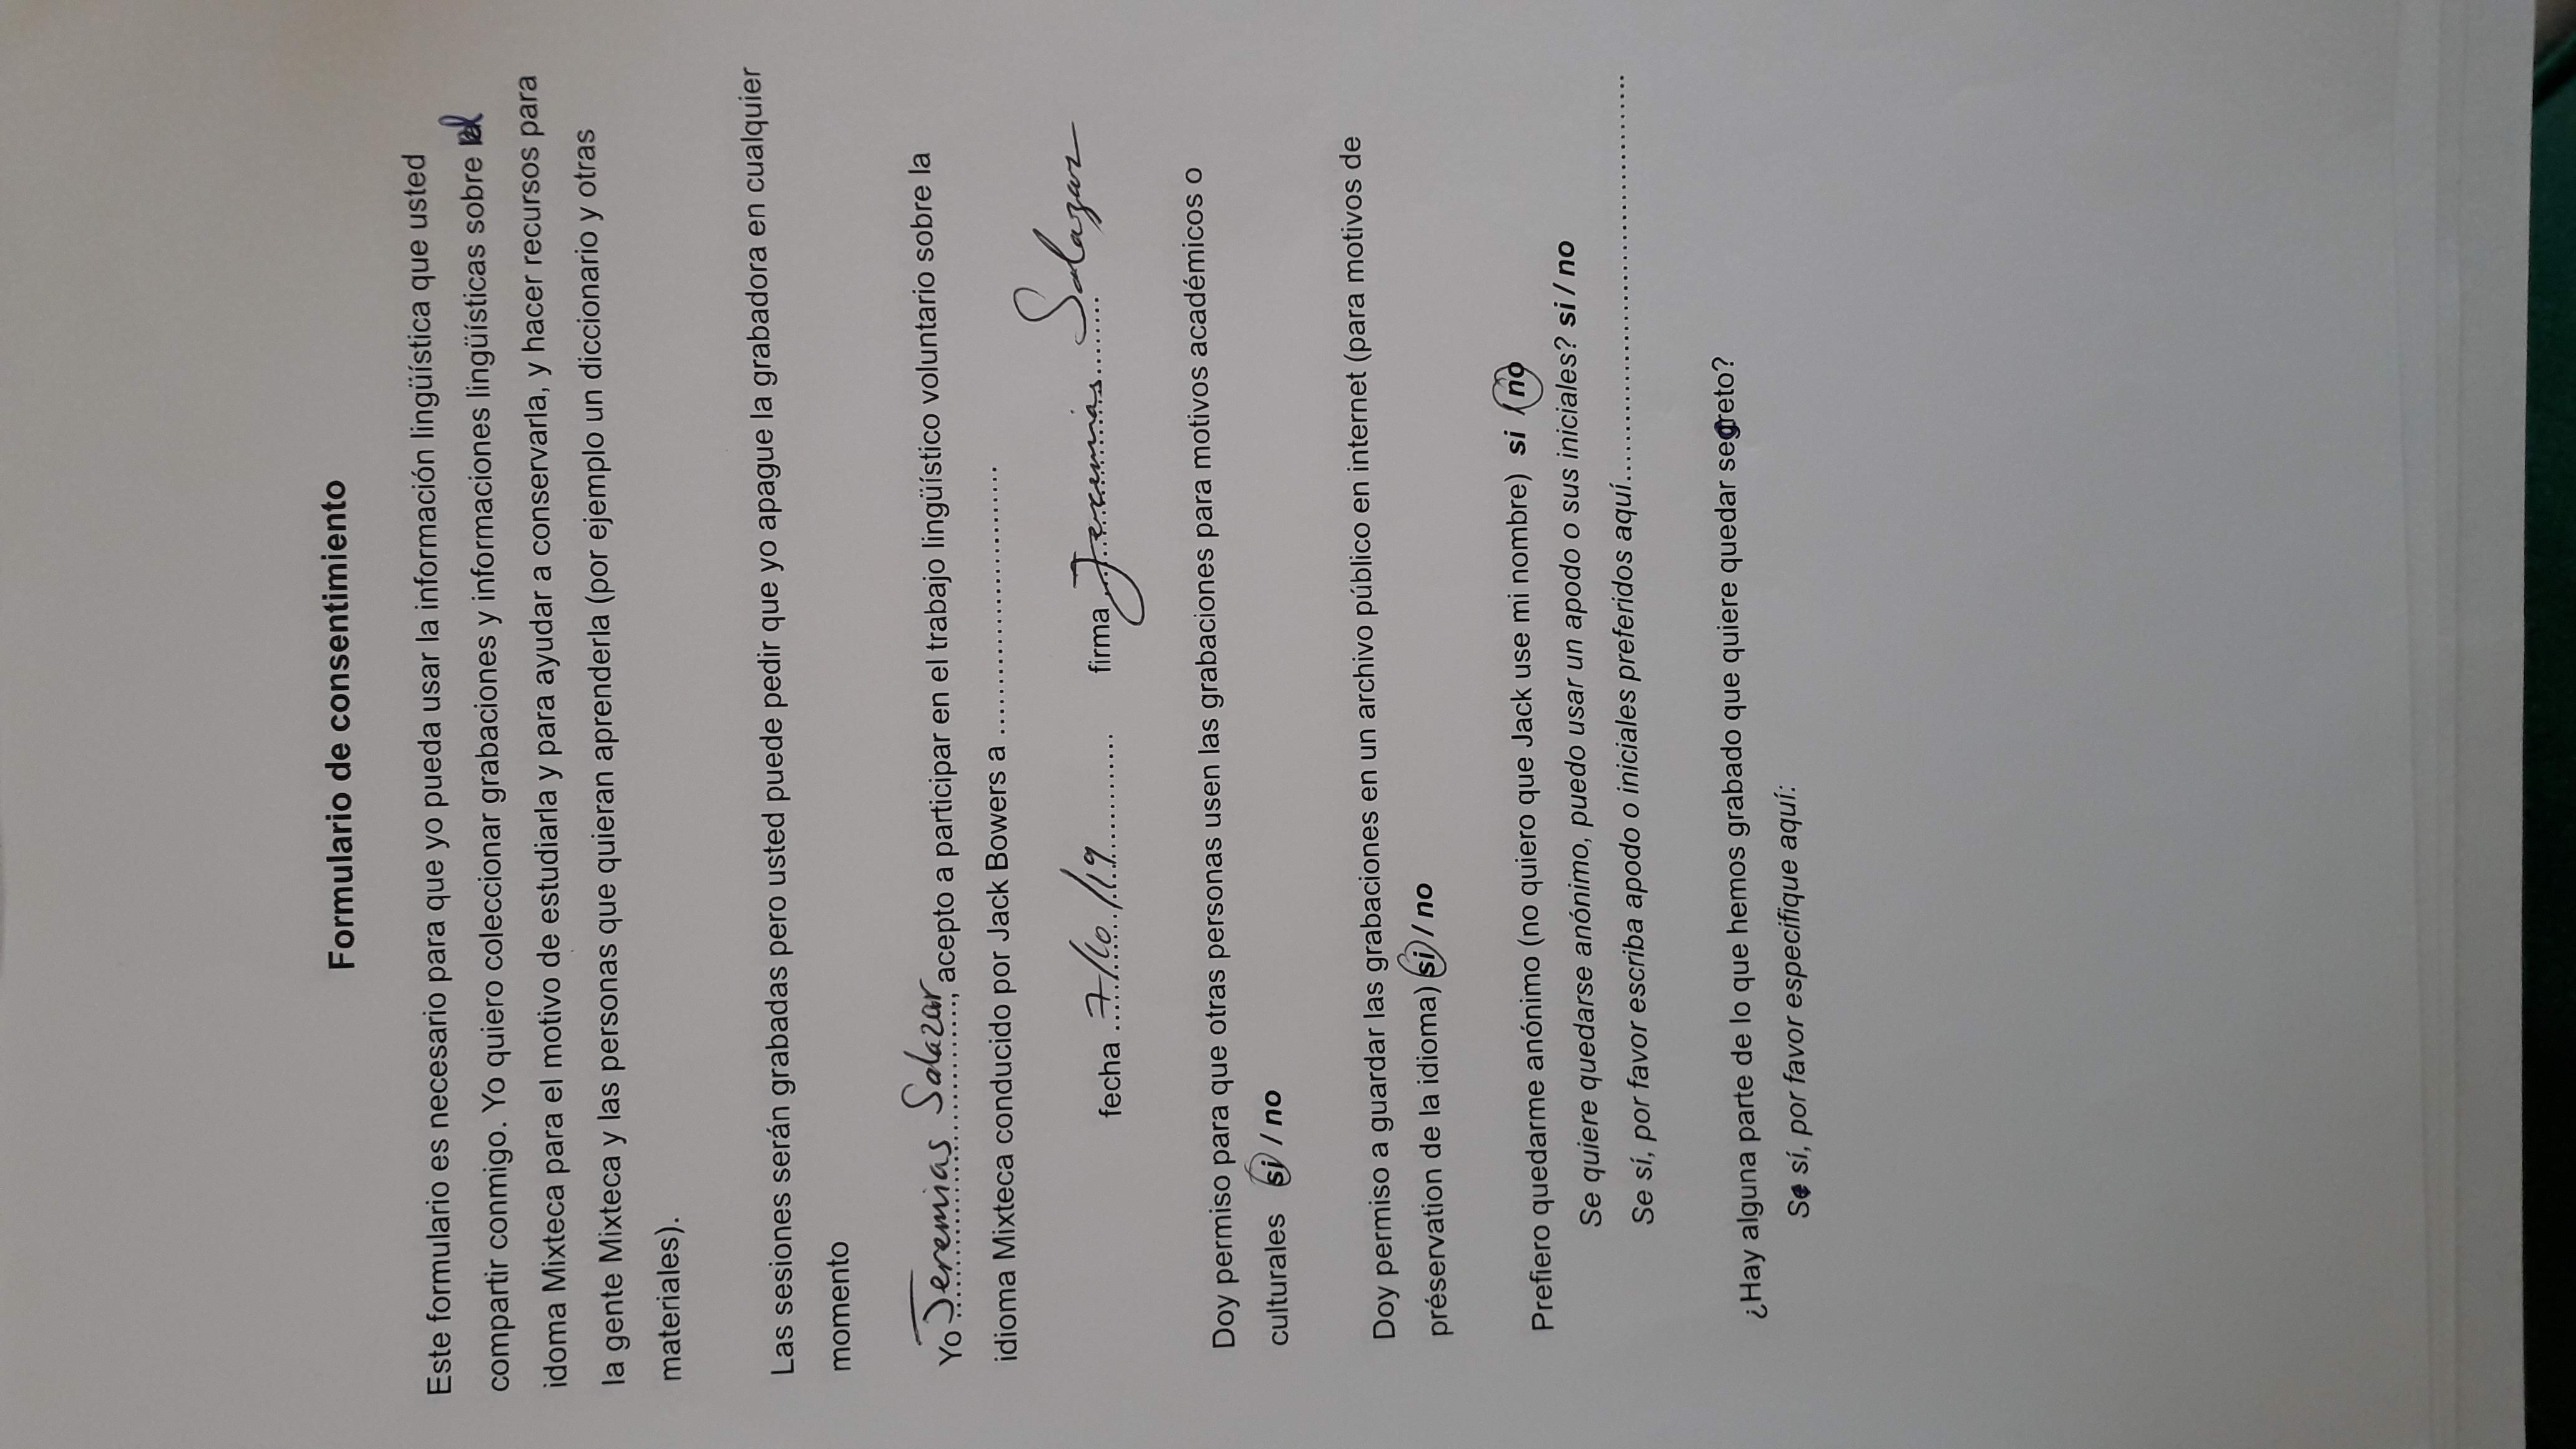 Formulario de consentimiento
Este formulario es necesario para que yo pueda usar la información lingüística que usted
compartir conmigo. Yo quiero coleccionar grabaciones y informaciones lingüísticas sobre el
idoma Mixteca para el motivo de estudiarla y para ayudar a conservarla, y hacer recursos para
la gente Mixteca y las personas que quieran aprenderla (por ejemplo un diccionario y otras
materiales).
Las sesiones serán grabadas pero usted puede pedir que yo apague la grabadora en cualquier
momento
Yo Jeremias Salazar, acepto a participar en el trabajo lingüístico voluntario sobre la
idioma Mixteca conducido por Jack Bowers a ..............................
fecha 7/10/19 firma Jeremias Salazar
Doy permiso para que otras personas usen las grabaciones para motivos académicos o
culturales si / no
Doy permiso a guardar las grabaciones en un archivo público en internet (para motivos de
préservation de la idioma) si / no
Prefiero quedarme anónimo (no quiero que Jack use mi nombre) si / no
Se quiere quedarse anónimo, puedo usar un apodo o sus iniciales? si / no
Se sí, por favor escriba apodo o iniciales preferidos aquí..............................................
¿Hay alguna parte de lo que hemos grabado que quiere quedar segreto?
Se sí, por favor especifique aquí: